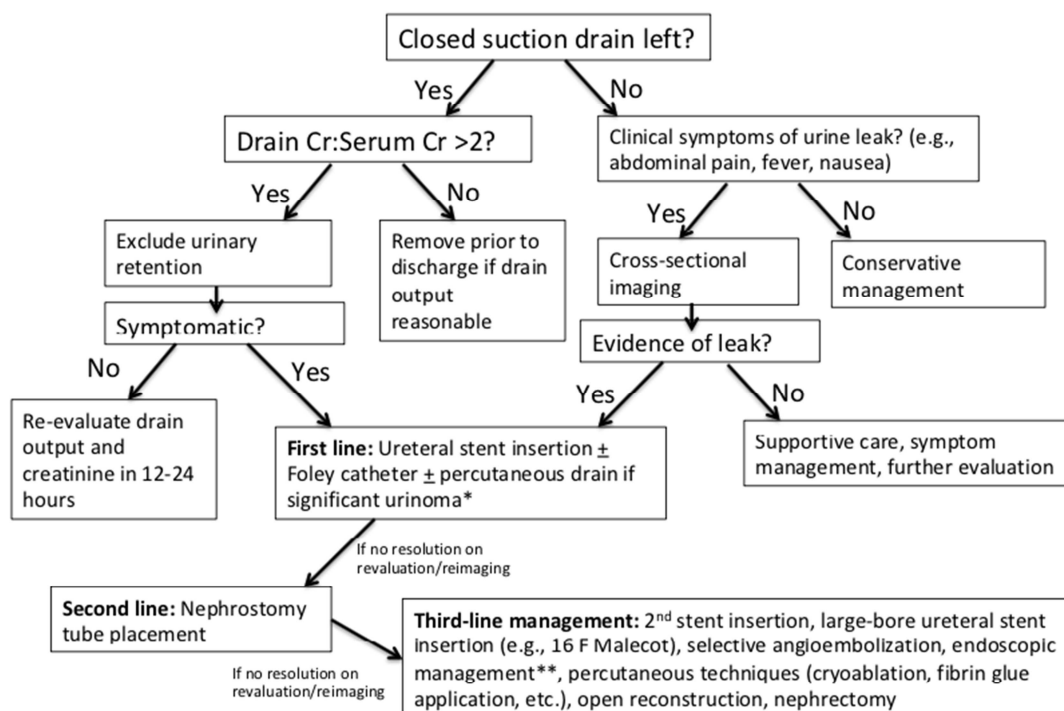 Closed suction drain left?
Yes
No
Drain Cr:Serum Cr >2?
Clinical symptoms of urine leak? (e.g.,
abdominal pain, fever, nausea)
Yes
No
Yes
No
Exclude urinary
retention
Remove prior to
discharge if drain
output
reasonable
Cross-sectional
imaging
Conservative
management
Symptomatic?
Evidence of leak?
No
Yes
Yes
No
Re-evaluate drain
output and
creatinine in 12-24
hours
First line: Ureteral stent insertion ±
Foley catheter ± percutaneous drain if
significant urinoma*
Supportive care, symptom
management, further evaluation
If no resolution on
revaluation/reimaging
Second line: Nephrostomy
tube placement
If no resolution on
revaluation/reimaging
Third-line management: 2nd stent insertion, large-bore ureteral stent
insertion (e.g., 16 F Malecot), selective angioembolization, endoscopic
management**, percutaneous techniques (cryoablation, fibrin glue
application, etc.), open reconstruction, nephrectomy